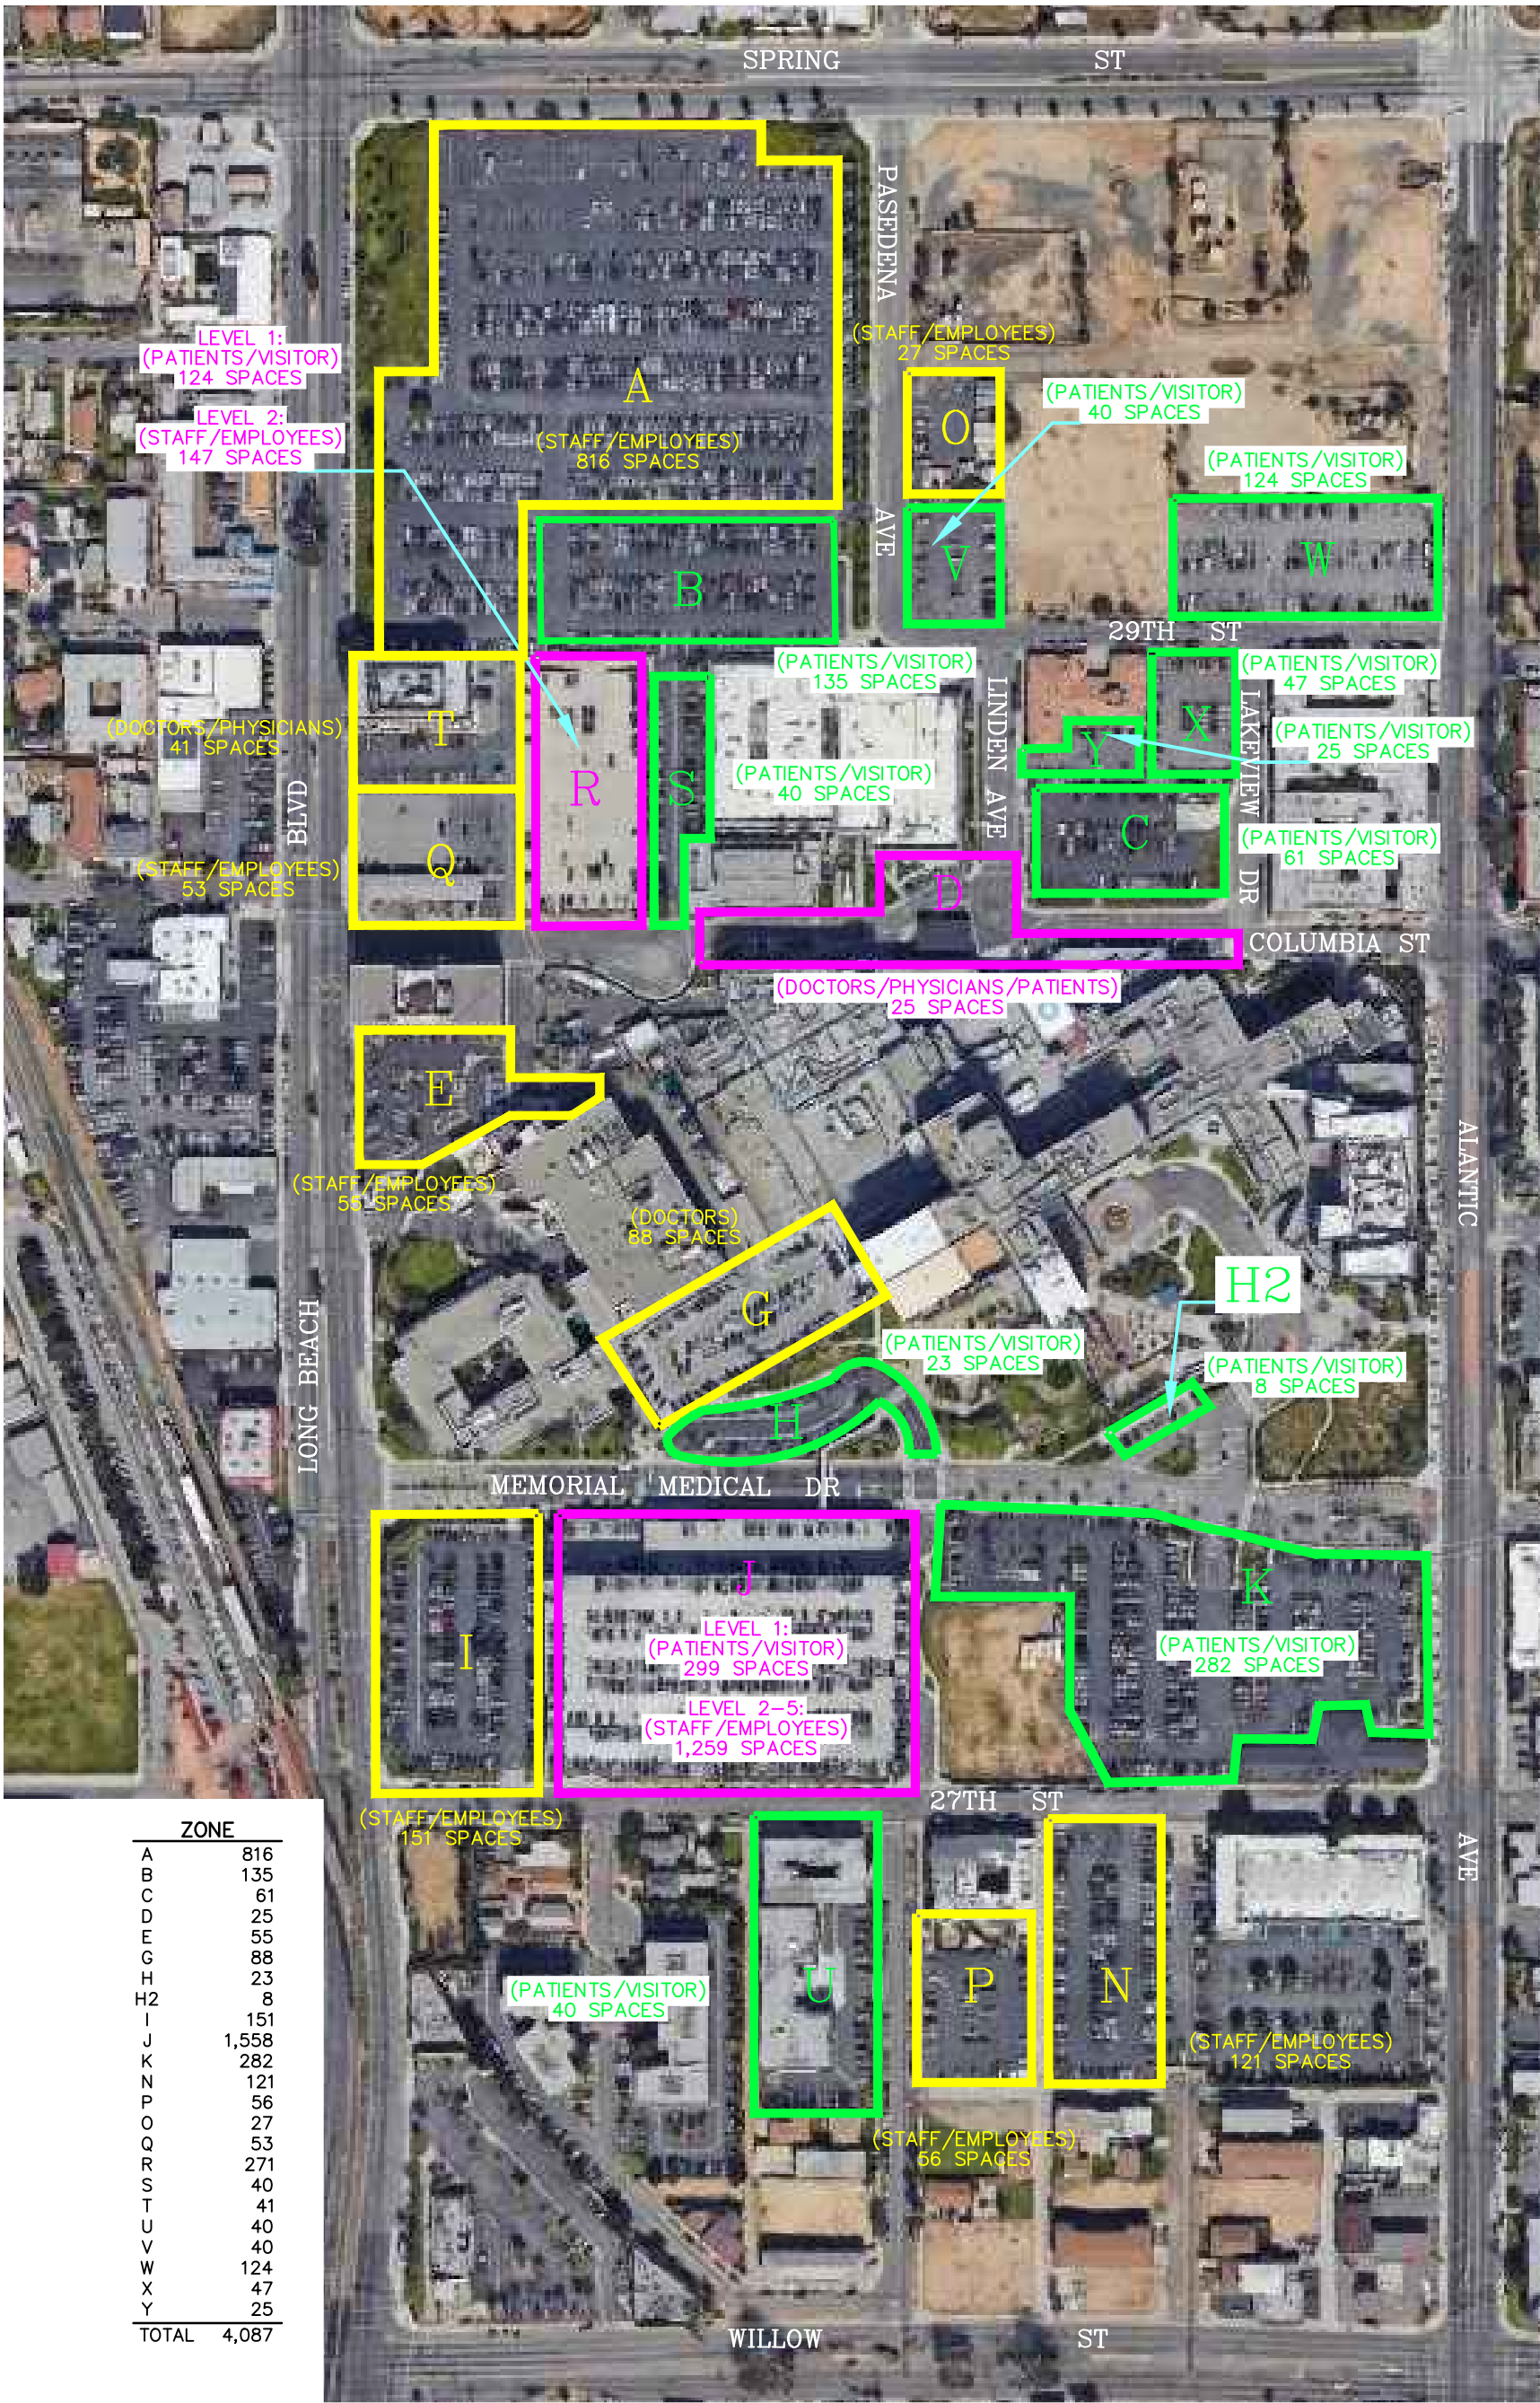 SPRING ST
PASEDENA
AVE
LEVEL 1:
(PATIENTS/VISITOR)
124 SPACES
LEVEL 2:
(STAFF/EMPLOYEES)
147 SPACES
A
(STAFF/EMPLOYEES)
816 SPACES
(STAFF/EMPLOYEES)
27 SPACES
O
(PATIENTS/VISITOR)
40 SPACES
V
(PATIENTS/VISITOR)
124 SPACES
W
B
29TH ST
(PATIENTS/VISITOR)
135 SPACES
(PATIENTS/VISITOR)
47 SPACES
X
LINDEN AVE
LAKEVIEW DR
(DOCTORS/PHYSICIANS)
41 SPACES
T
R
S
(PATIENTS/VISITOR)
40 SPACES
Y
(PATIENTS/VISITOR)
25 SPACES
C
(PATIENTS/VISITOR)
61 SPACES
(STAFF/EMPLOYEES)
53 SPACES
Q
D
COLUMBIA ST
(DOCTORS/PHYSICIANS/PATIENTS)
25 SPACES
E
(STAFF/EMPLOYEES)
55 SPACES
(DOCTORS)
88 SPACES
G
H2
(PATIENTS/VISITOR)
23 SPACES
(PATIENTS/VISITOR)
8 SPACES
H
LONG BEACH BLVD
ALANTIC AVE
MEMORIAL MEDICAL DR
I
J
LEVEL 1:
(PATIENTS/VISITOR)
299 SPACES
LEVEL 2-5:
(STAFF/EMPLOYEES)
1,259 SPACES
K
(PATIENTS/VISITOR)
282 SPACES
27TH ST
(STAFF/EMPLOYEES)
151 SPACES
(PATIENTS/VISITOR)
40 SPACES
U
P
N
(STAFF/EMPLOYEES)
121 SPACES
(STAFF/EMPLOYEES)
56 SPACES
WILLOW ST
ZONE
A 816
B 135
C 61
D 25
E 55
G 88
H 23
H2 8
I 151
J 1,558
K 282
N 121
P 56
O 27
Q 53
R 271
S 40
T 41
U 40
V 40
W 124
X 47
Y 25
TOTAL 4,087